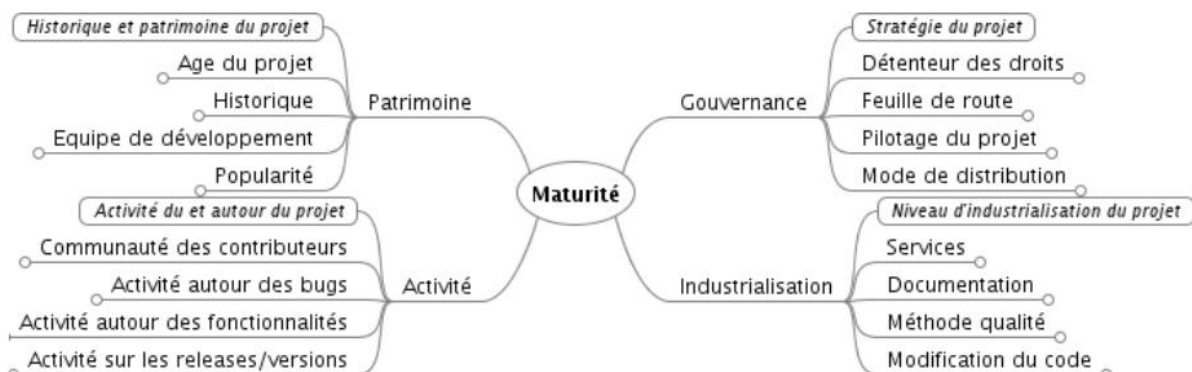 Historique et patrimoine du projet
Age du projet
Historique
Equipe de développement
Popularité
Patrimoine
Activité du et autour du projet
Communauté des contributeurs
Activité autour des bugs
Activité autour des fonctionnalités
Activité sur les releases/versions
Activité
Maturité
Stratégie du projet
Détenteur des droits
Feuille de route
Pilotage du projet
Mode de distribution
Gouvernance
Niveau d'industrialisation du projet
Services
Documentation
Méthode qualité
Modification du code
Industrialisation